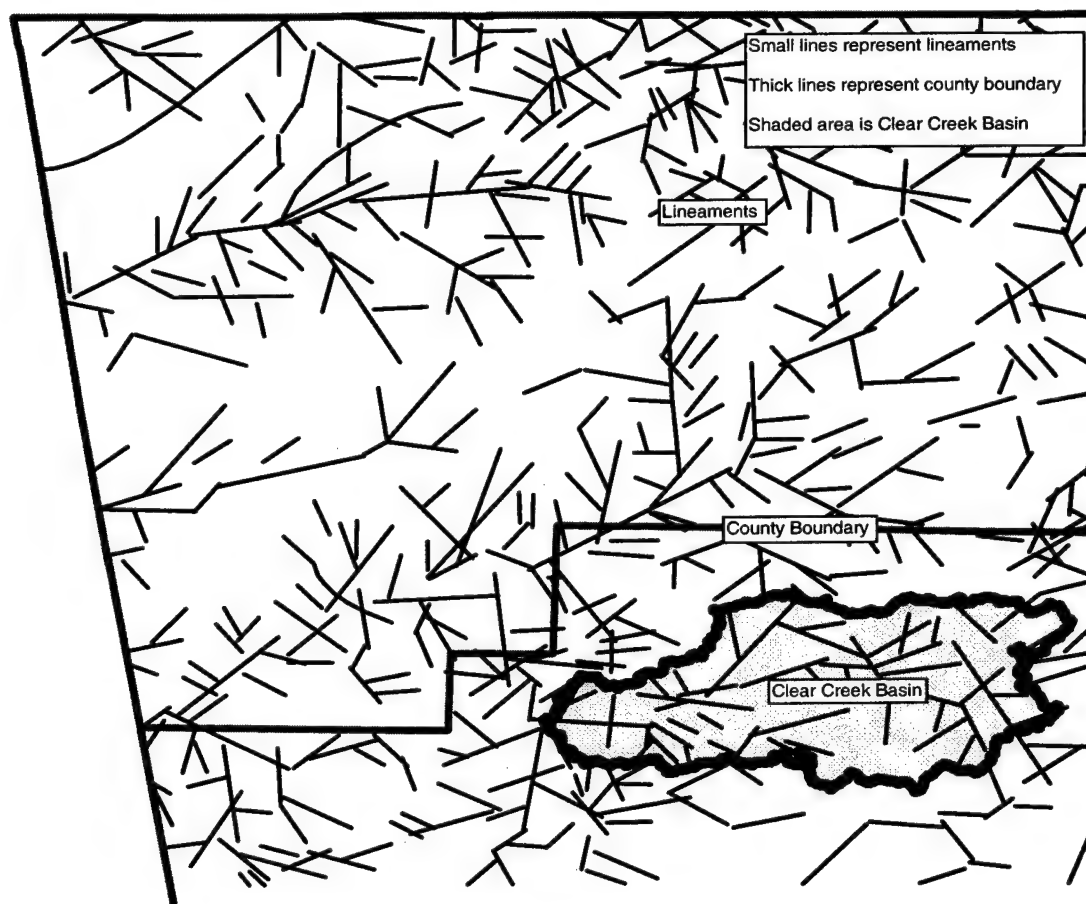 Small lines represent lineaments
Thick lines represent county boundary
Shaded area is Clear Creek Basin
Lineaments
County Boundary
Clear Creek Basin